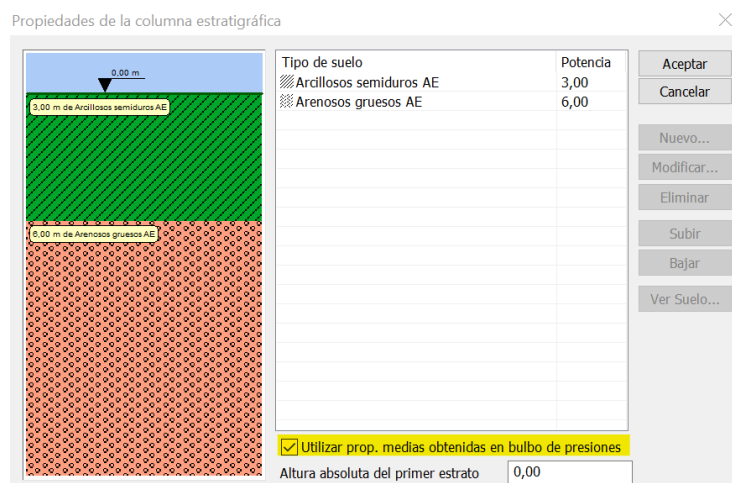 Propiedades de la columna estratigráfica
0,00 m
3,00 m de Arcillosos semiduros AE
6,00 m de Arenosos gruesos AE
Tipo de suelo Potencia
Arcillosos semiduros AE 3,00
Arenosos gruesos AE 6,00
Utilizar prop. medias obtenidas en bulbo de presiones
Altura absoluta del primer estrato 0,00
Aceptar
Cancelar
Nuevo...
Modificar...
Eliminar
Subir
Bajar
Ver Suelo...